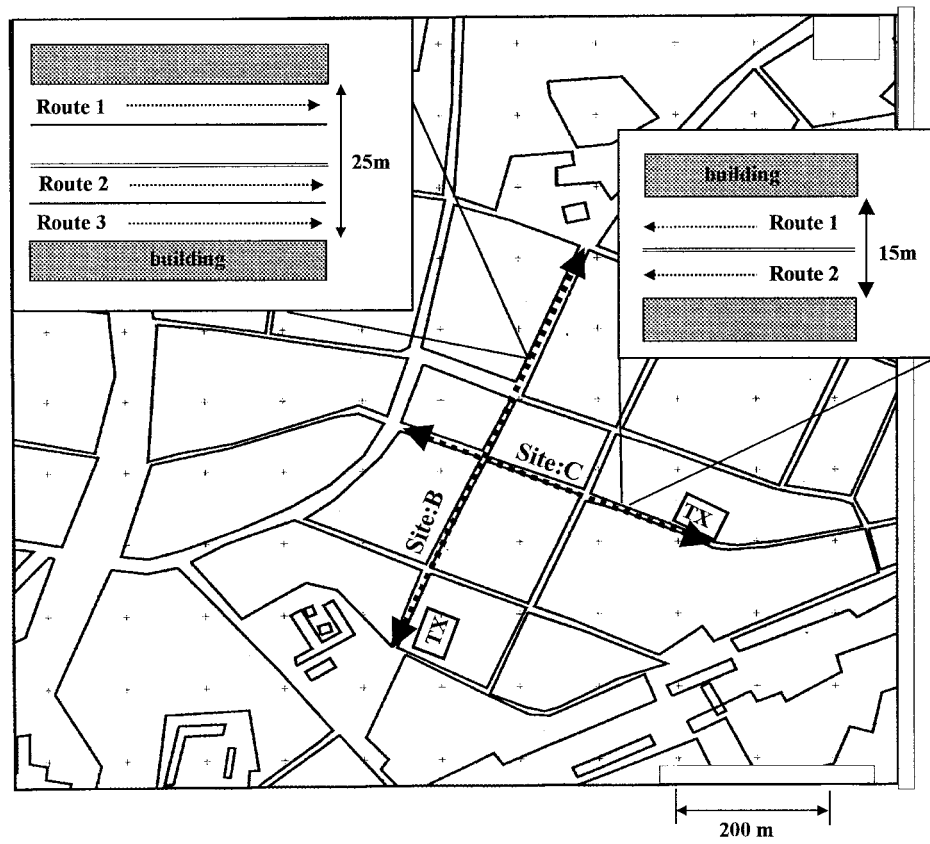 Route 1
25m
Route 2
Route 3
building
building
Route 1
15m
Route 2
Site:C
Site:B
TX
TX
200 m